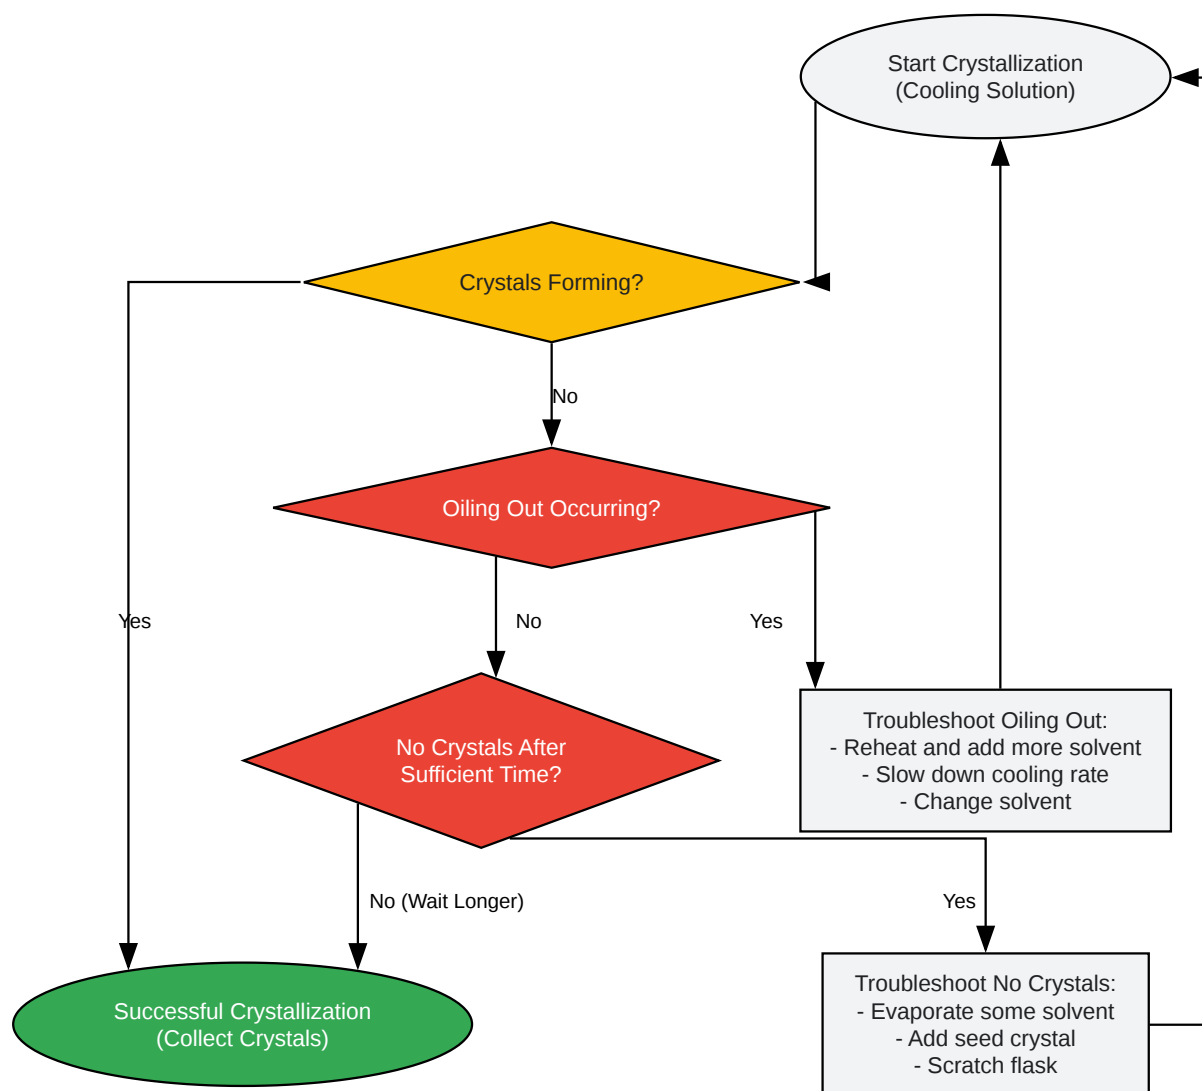 Start Crystallization
(Cooling Solution)
Crystals Forming?
No
Oiling Out Occurring?
Yes
No
Yes
No Crystals After
Sufficient Time?
Troubleshoot Oiling Out:
- Reheat and add more solvent
- Slow down cooling rate
- Change solvent
No (Wait Longer)
Yes
Successful Crystallization
(Collect Crystals)
Troubleshoot No Crystals:
- Evaporate some solvent
- Add seed crystal
- Scratch flask